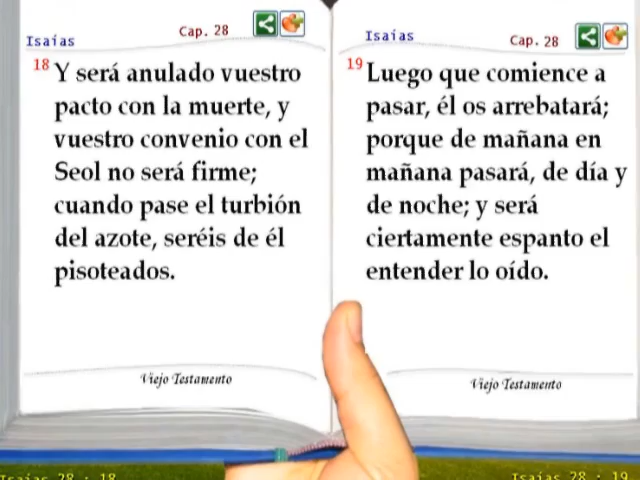 Isaías
Cap. 28
18 Y será anulado vuestro
pacto con la muerte, y
vuestro convenio con el
Seol no será firme;
cuando pase el turbión
del azote, seréis de él
pisoteados.
Viejo Testamento
Isaías 28 : 18
Isaías
Cap. 28
19 Luego que comience a
pasar, él os arrebatará;
porque de mañana en
mañana pasará, de día y
de noche; y será
ciertamente espanto el
entender lo oído.
Viejo Testamento
Isaías 28 : 19